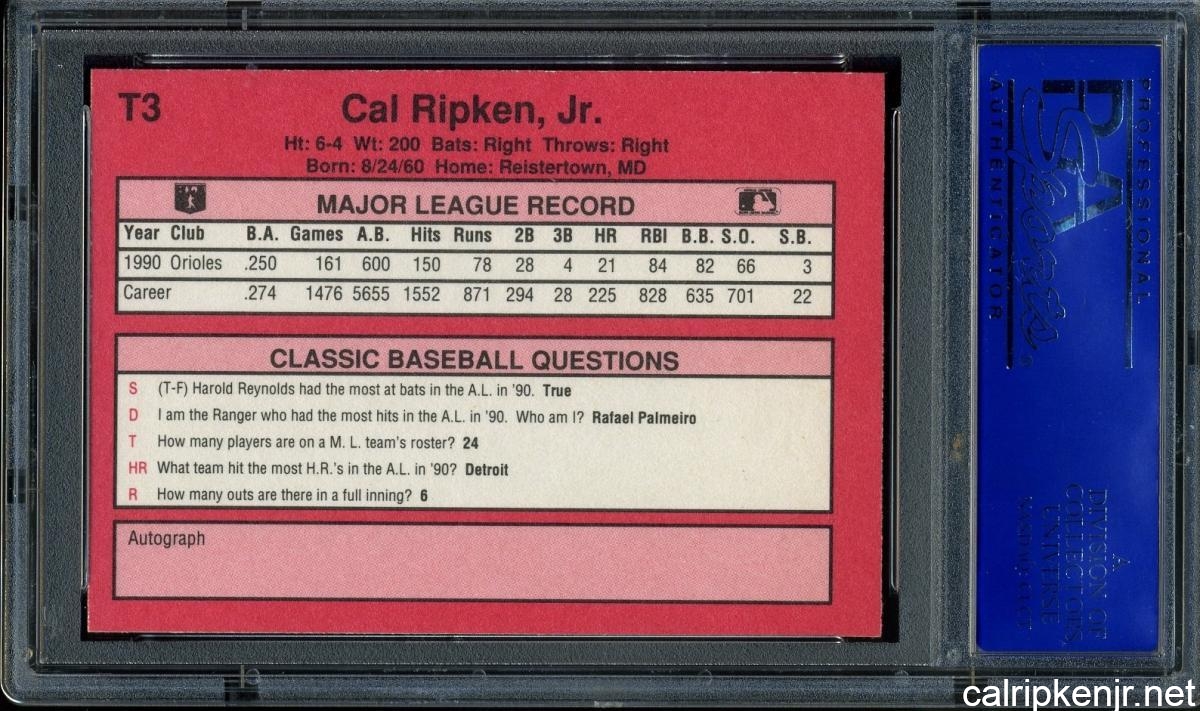 T3
Cal Ripken, Jr.
Ht: 6-4 Wt: 200 Bats: Right Throws: Right
Born: 8/24/60 Home: Reistertown, MD
MAJOR LEAGUE RECORD
Year Club B.A. Games A.B. Hits Runs 2B 3B HR RBI B.B. S.O. S.B.
1990 Orioles .250 161 600 150 78 28 4 21 84 82 66 3
Career .274 1476 5655 1552 871 294 28 225 828 635 701 22
CLASSIC BASEBALL QUESTIONS
S (T-F) Harold Reynolds had the most at bats in the A.L. in '90. True
D I am the Ranger who had the most hits in the A.L. in '90. Who am I? Rafael Palmeiro
T How many players are on a M. L. team's roster? 24
HR What team hit the most H.R.'s in the A.L. in '90? Detroit
R How many outs are there in a full inning? 6
Autograph
PROFESSIONAL
PSA
Sports
AUTHENTICATOR
A
DIVISION OF
COLLECTORS
UNIVERSE
NASDAQ: CLCT
calripkenjr.net